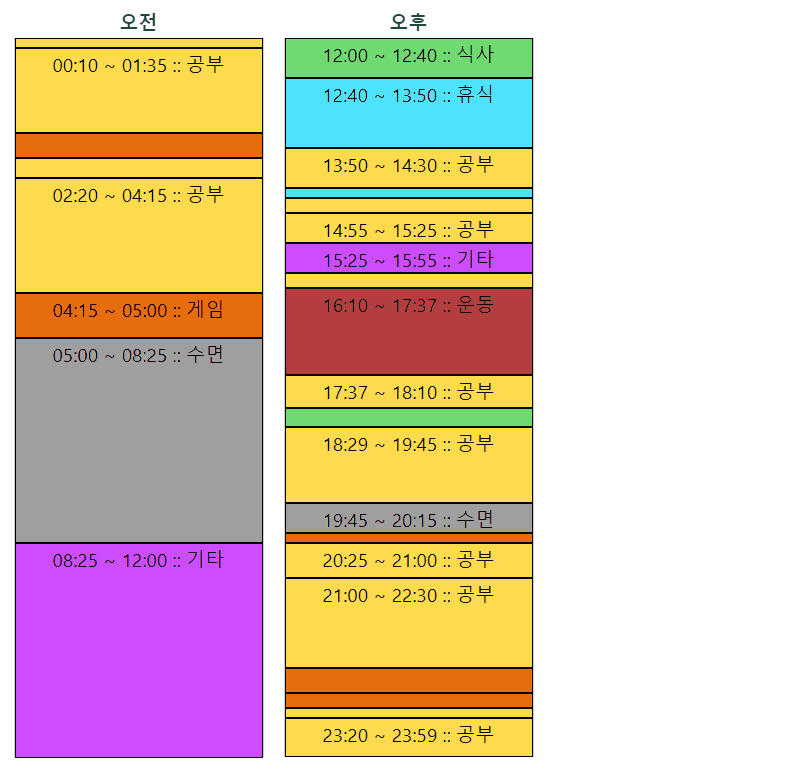 오전
00:10 ~ 01:35 :: 공부
02:20 ~ 04:15 :: 공부
04:15 ~ 05:00 :: 게임
05:00 ~ 08:25 :: 수면
08:25 ~ 12:00 :: 기타
오후
12:00 ~ 12:40 :: 식사
12:40 ~ 13:50 :: 휴식
13:50 ~ 14:30 :: 공부
14:55 ~ 15:25 :: 공부
15:25 ~ 15:55 :: 기타
16:10 ~ 17:37 :: 운동
17:37 ~ 18:10 :: 공부
18:29 ~ 19:45 :: 공부
19:45 ~ 20:15 :: 수면
20:25 ~ 21:00 :: 공부
21:00 ~ 22:30 :: 공부
23:20 ~ 23:59 :: 공부